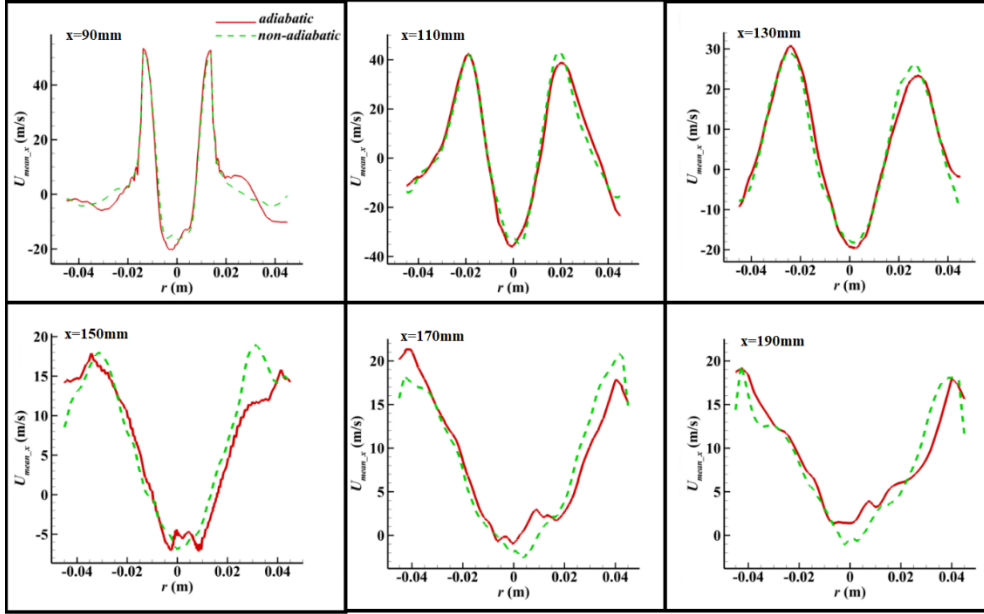 x=90mm
adiabatic
non-adiabatic
U_mean_x (m/s)
40
20
0
-20
-0.04 -0.02 0 0.02 0.04
r (m)
x=110mm
U_mean_x (m/s)
60
40
20
0
-20
-40
-0.04 -0.02 0 0.02 0.04
r (m)
x=130mm
U_mean_x (m/s)
30
20
10
0
-10
-20
-0.04 -0.02 0 0.02 0.04
r (m)
x=150mm
U_mean_x (m/s)
20
15
10
5
0
-5
-0.04 -0.02 0 0.02 0.04
r (m)
x=170mm
U_mean_x (m/s)
20
15
10
5
0
-0.04 -0.02 0 0.02 0.04
r (m)
x=190mm
U_mean_x (m/s)
20
15
10
5
0
-0.04 -0.02 0 0.02 0.04
r (m)